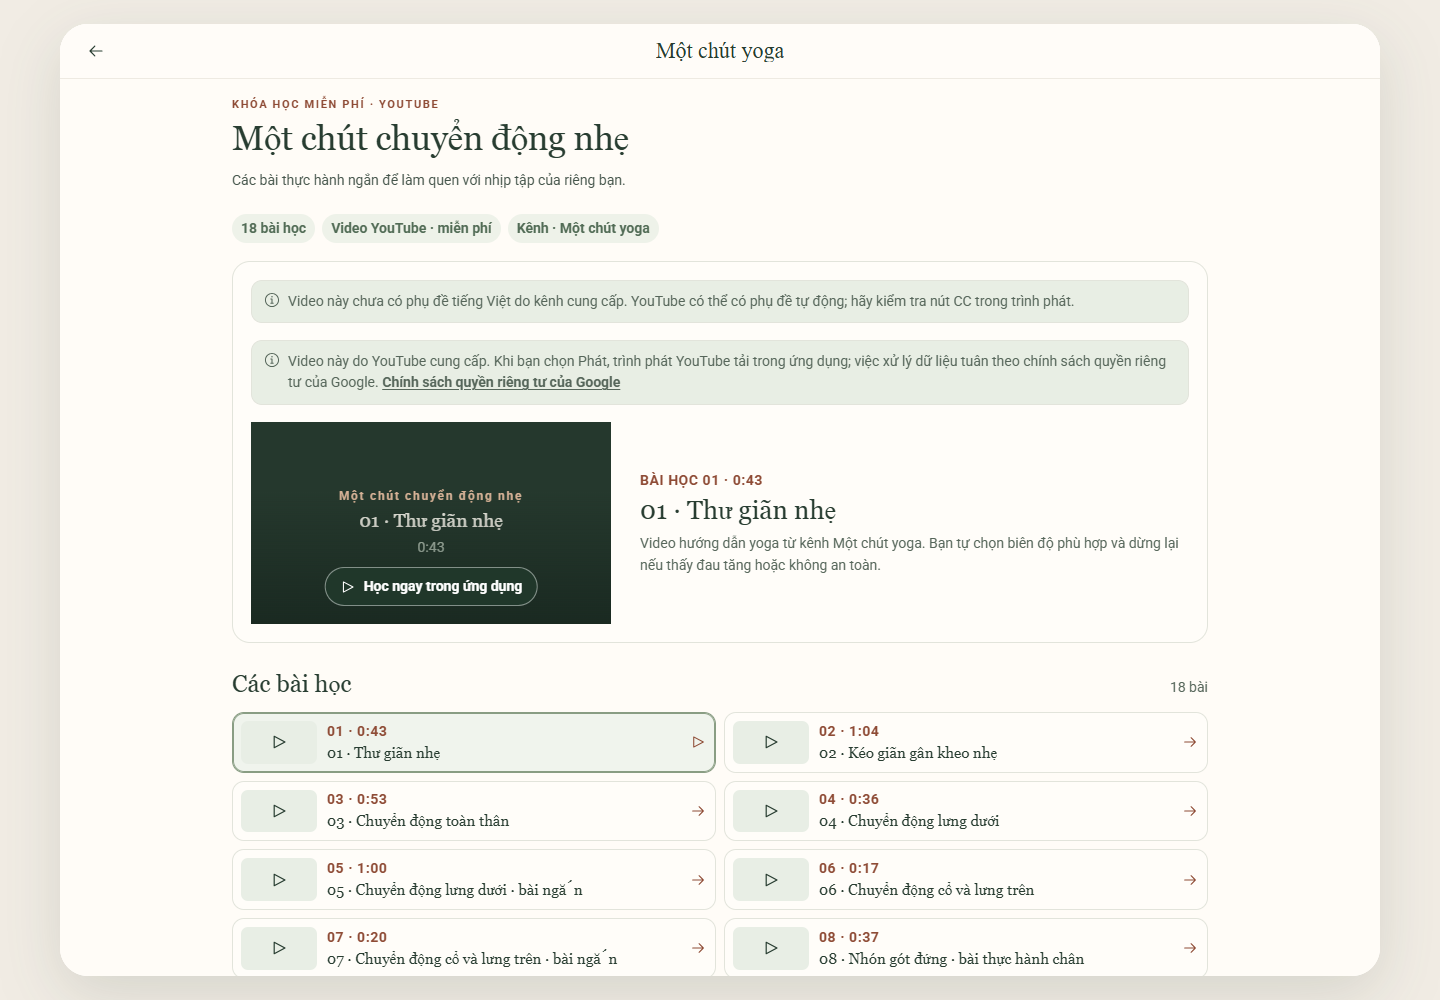 Một chút yoga
KHÓA HỌC MIỄN PHÍ · YOUTUBE
Một chút chuyển động nhẹ
Các bài thực hành ngắn để làm quen với nhịp tập của riêng bạn.
18 bài học
Video YouTube · miễn phí
Kênh · Một chút yoga
Video này chưa có phụ đề tiếng Việt do kênh cung cấp. YouTube có thể có phụ đề tự động; hãy kiểm tra nút CC trong trình phát.
Video này do YouTube cung cấp. Khi bạn chọn Phát, trình phát YouTube tải trong ứng dụng; việc xử lý dữ liệu tuân theo chính sách quyền riêng
tư của Google. Chính sách quyền riêng tư của Google
Một chút chuyển động nhẹ
01 · Thư giãn nhẹ
0:43
Học ngay trong ứng dụng
BÀI HỌC 01 · 0:43
01 · Thư giãn nhẹ
Video hướng dẫn yoga từ kênh Một chút yoga. Bạn tự chọn biên độ phù hợp và dừng lại
nếu thấy đau tăng hoặc không an toàn.
Các bài học
18 bài
01 · 0:43
01 · Thư giãn nhẹ
02 · 1:04
02 · Kéo giãn gân kheo nhẹ
03 · 0:53
03 · Chuyển động toàn thân
04 · 0:36
04 · Chuyển động lưng dưới
05 · 1:00
05 · Chuyển động lưng dưới · bài ngắn
06 · 0:17
06 · Chuyển động cổ và lưng trên
07 · 0:20
07 · Chuyển động cổ và lưng trên · bài ngắn
08 · 0:37
08 · Nhón gót đứng · bài thực hành chân